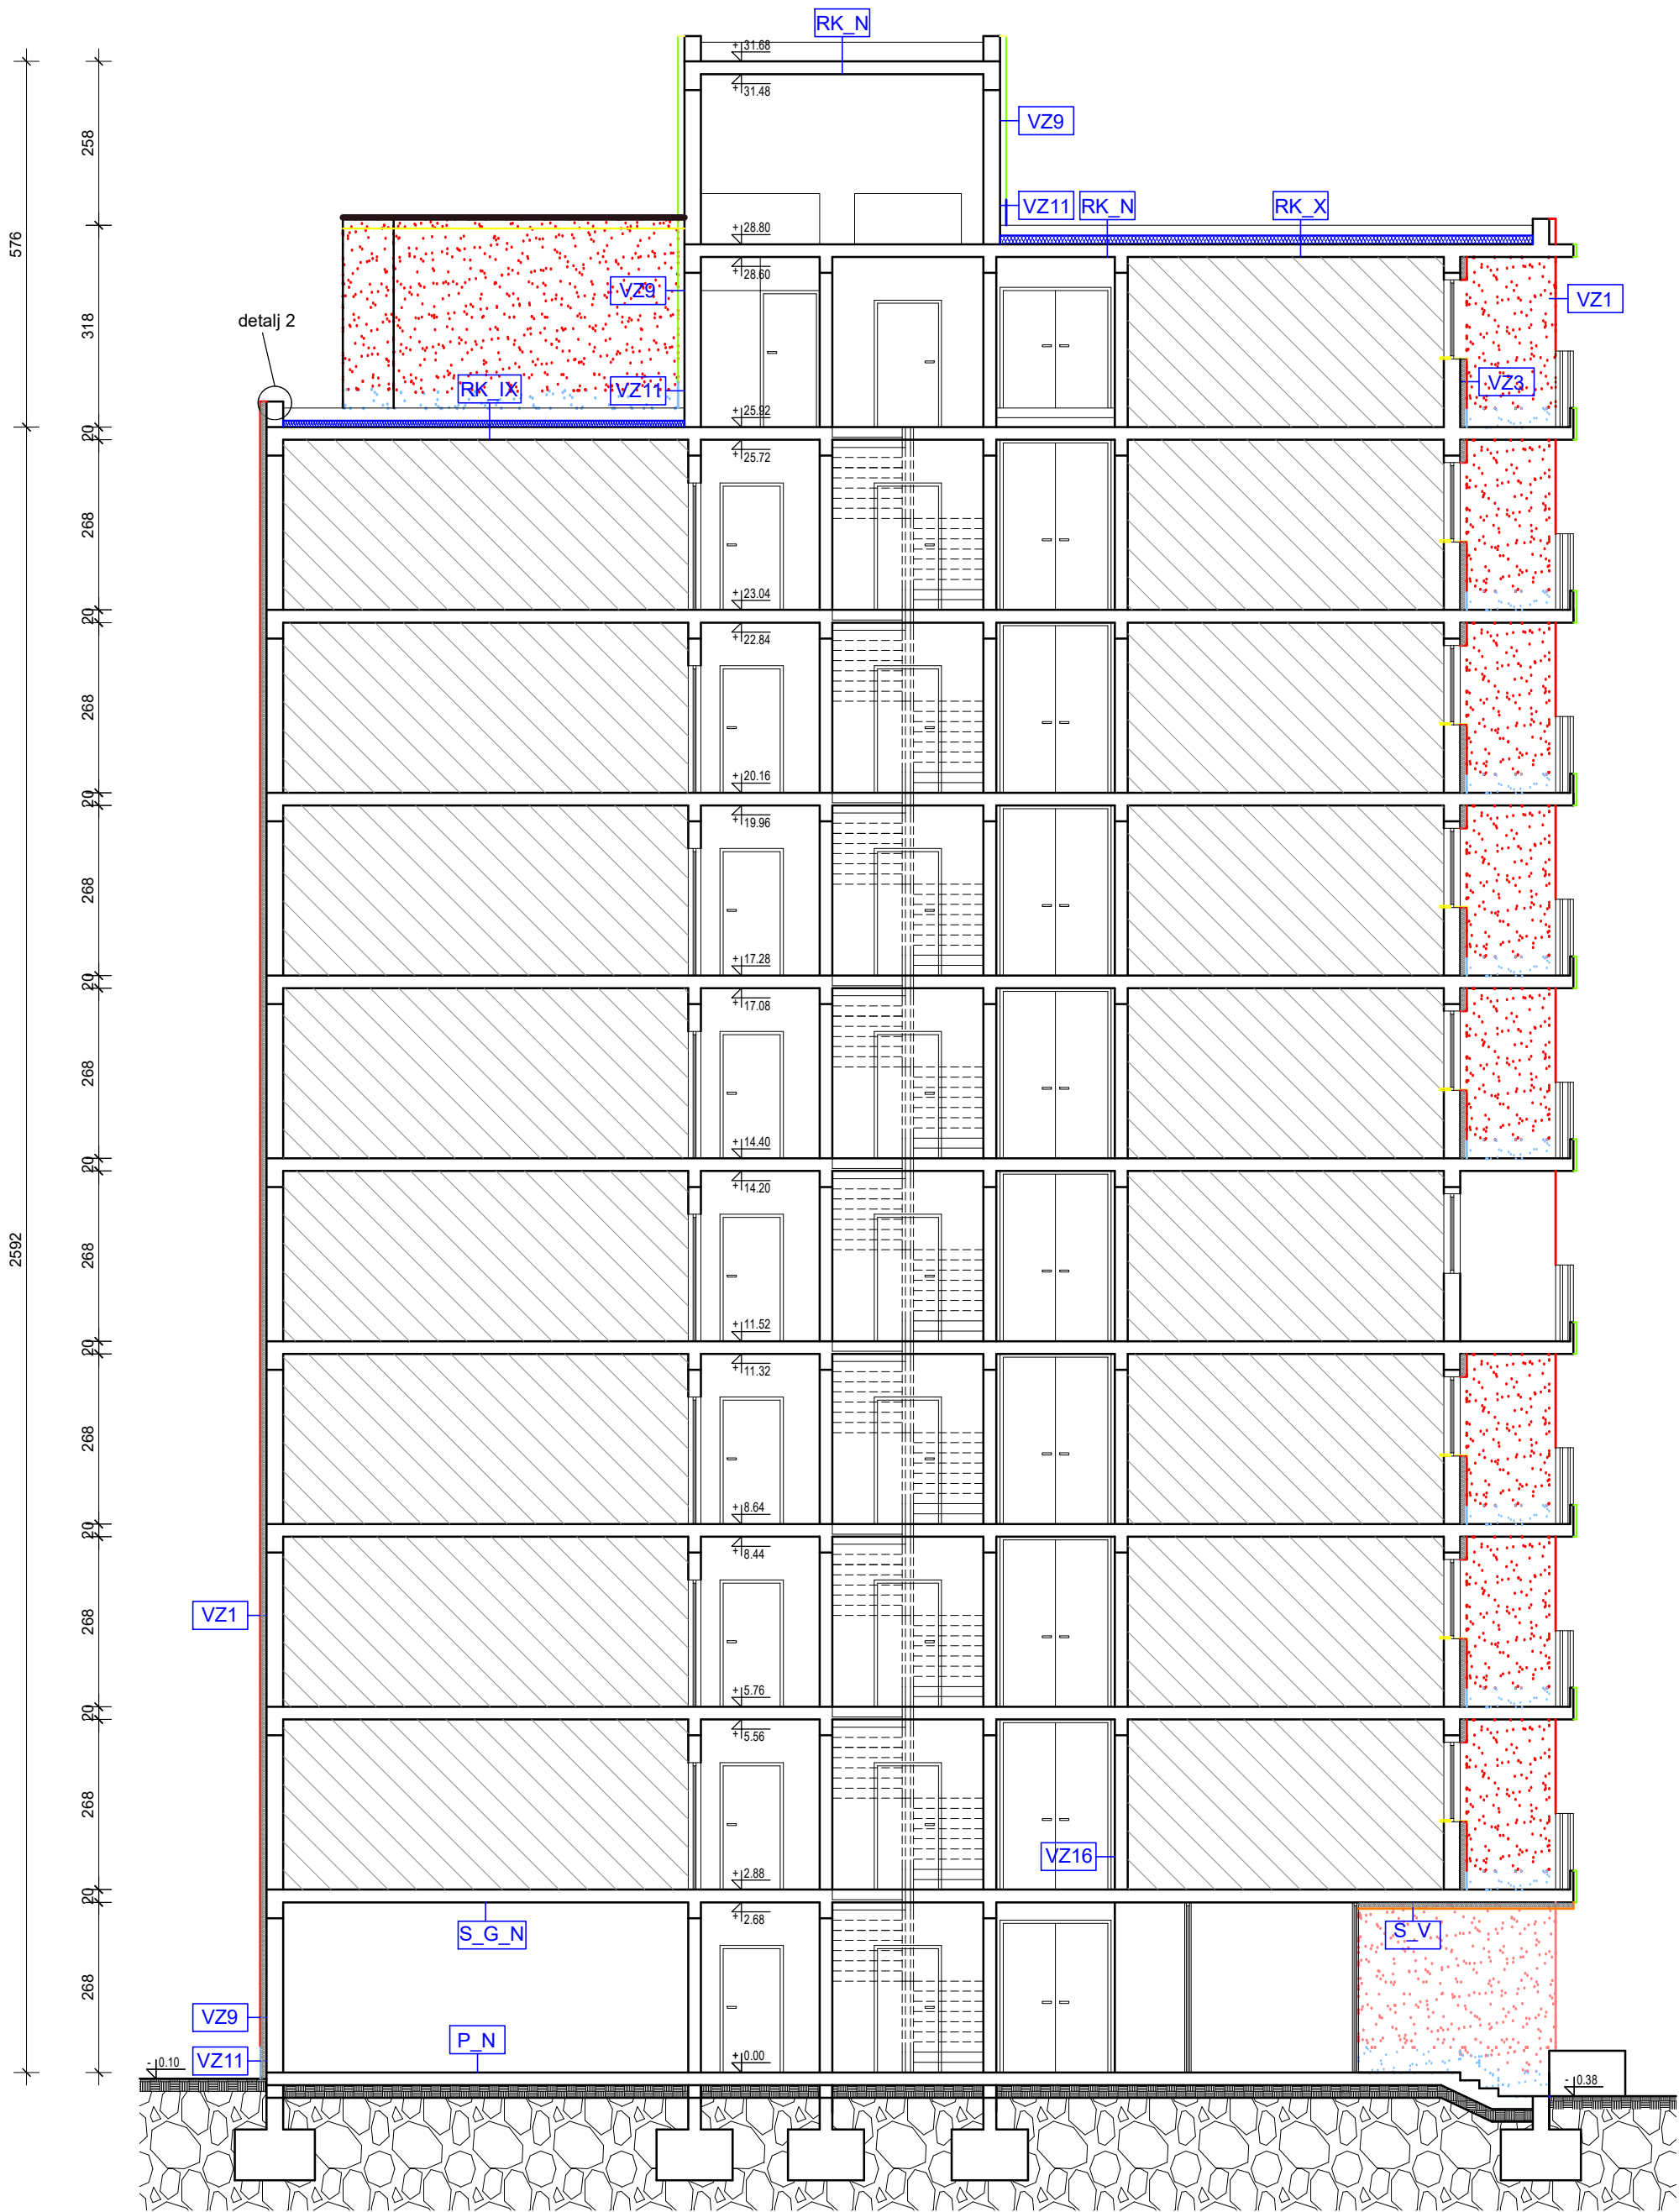 RK_N
+ 31.68
+ 31.48
VZ9
258
VZ11
RK_N
RK_X
576
+ 28.80
+ 28.60
VZ9
VZ1
detalj 2
318
RK_IX
VZ11
VZ3
+ 25.92
20
+ 25.72
268
+ 23.04
20
+ 22.84
268
+ 20.16
20
+ 19.96
268
+ 17.28
20
+ 17.08
268
+ 14.40
20
+ 14.20
2592
268
+ 11.52
20
+ 11.32
268
+ 8.64
20
+ 8.44
VZ1
268
+ 5.76
20
+ 5.56
268
VZ16
+ 2.88
20
+ 2.68
S_G_N
S_V
268
VZ9
P_N
VZ11
- 0.10
+ 0.00
- 0.38